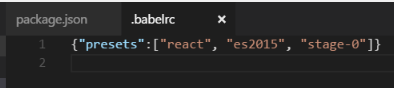 package.json .babelrc ×
1 {"presets":["react", "es2015", "stage-0"]}
2